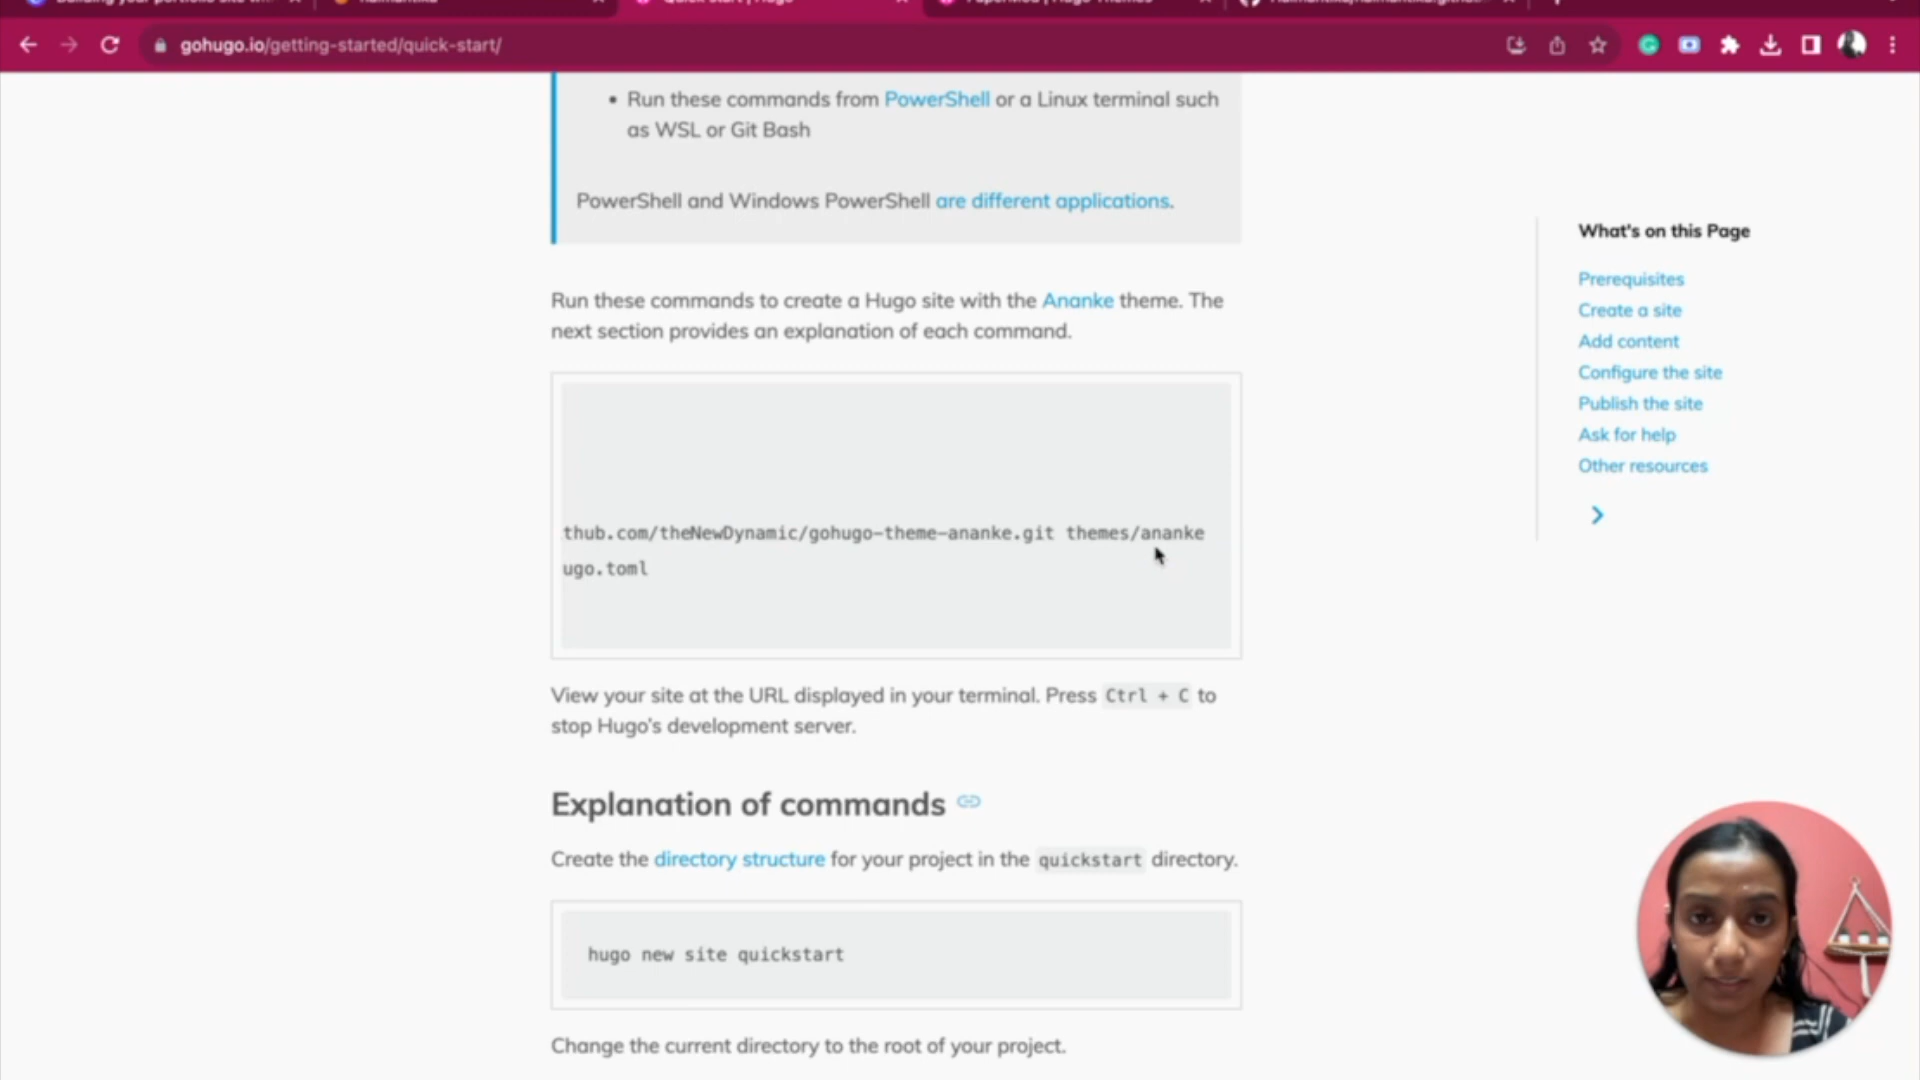 gohugo.io/getting-started/quick-start/
• Run these commands from PowerShell or a Linux terminal such
as WSL or Git Bash
PowerShell and Windows PowerShell are different applications.
Run these commands to create a Hugo site with the Ananke theme. The
next section provides an explanation of each command.
thub.com/theNewDynamic/gohugo-theme-ananke.git themes/ananke
ugo.toml
View your site at the URL displayed in your terminal. Press Ctrl + C to
stop Hugo's development server.
Explanation of commands
Create the directory structure for your project in the quickstart directory.
hugo new site quickstart
Change the current directory to the root of your project.
What's on this Page
Prerequisites
Create a site
Add content
Configure the site
Publish the site
Ask for help
Other resources